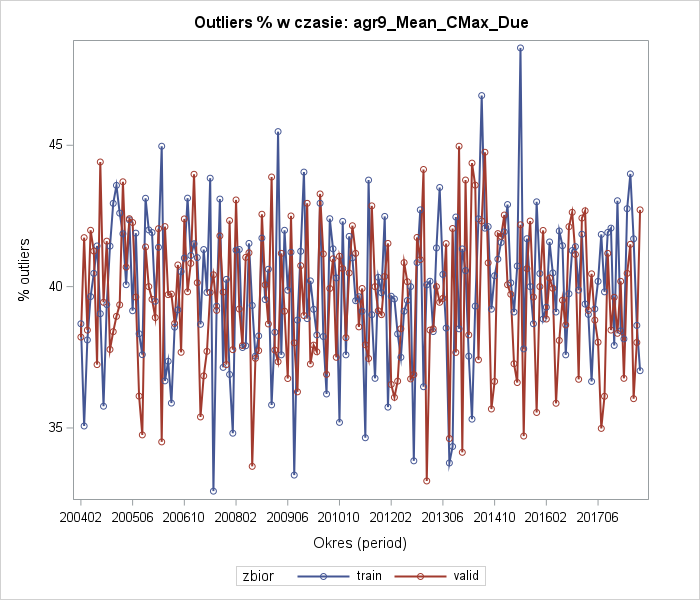 Outliers % w czasie: agr9_Mean_CMax_Due
% outliers
45
40
35
200402 200506 200610 200802 200906 201010 201202 201306 201410 201602 201706
Okres (period)
zbior train valid